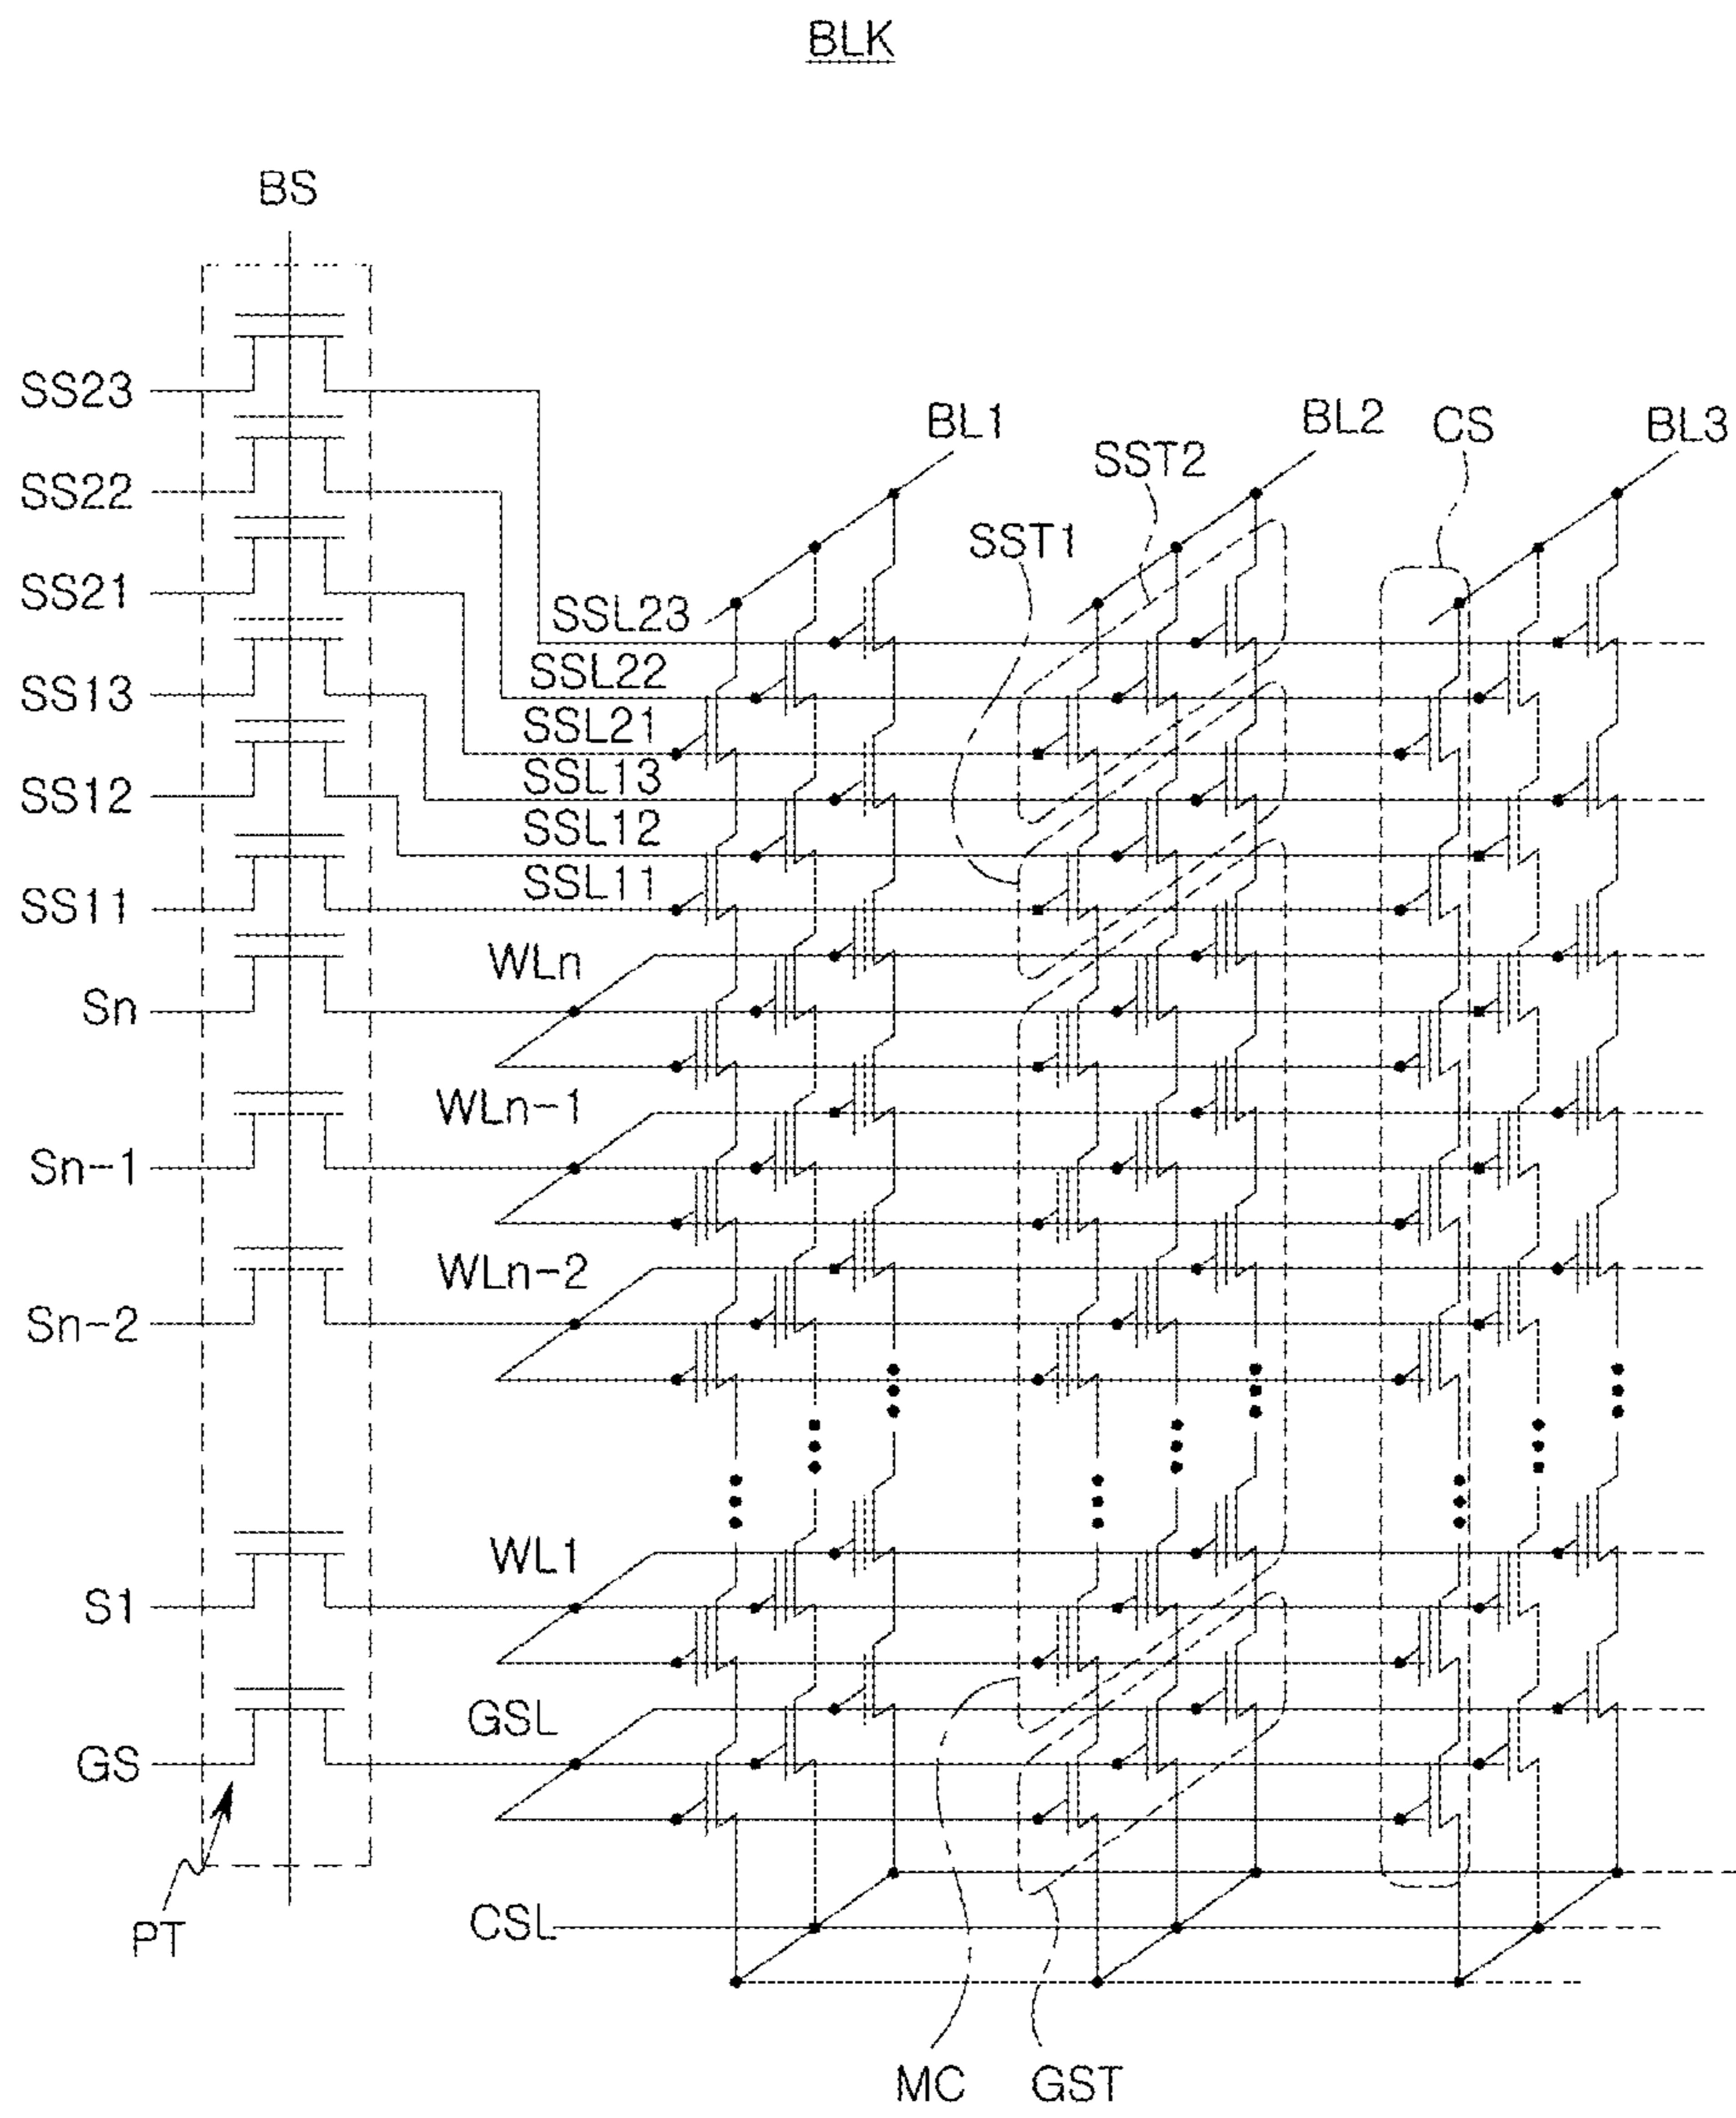 BLK
BS
SS23
SS22
SS21
SS13
SS12
SS11
Sn
Sn-1
Sn-2
S1
GS
PT
BL1
BL2
CS
BL3
SST2
SST1
SSL23
SSL22
SSL21
SSL13
SSL12
SSL11
WLn
WLn-1
WLn-2
WL1
GSL
CSL
MC
GST